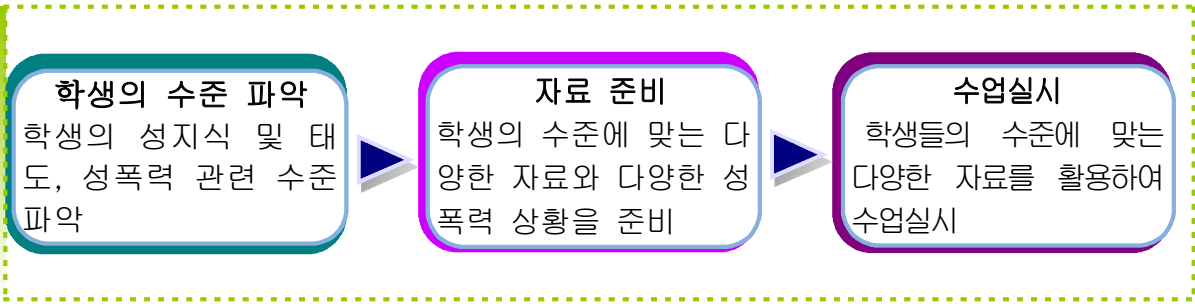 학생의 수준 파악
학생의 성지식 및 태
도, 성폭력 관련 수준
파악
자료 준비
학생의 수준에 맞는 다
양한 자료와 다양한 성
폭력 상황을 준비
수업실시
학생들의 수준에 맞는
다양한 자료를 활용하여
수업실시